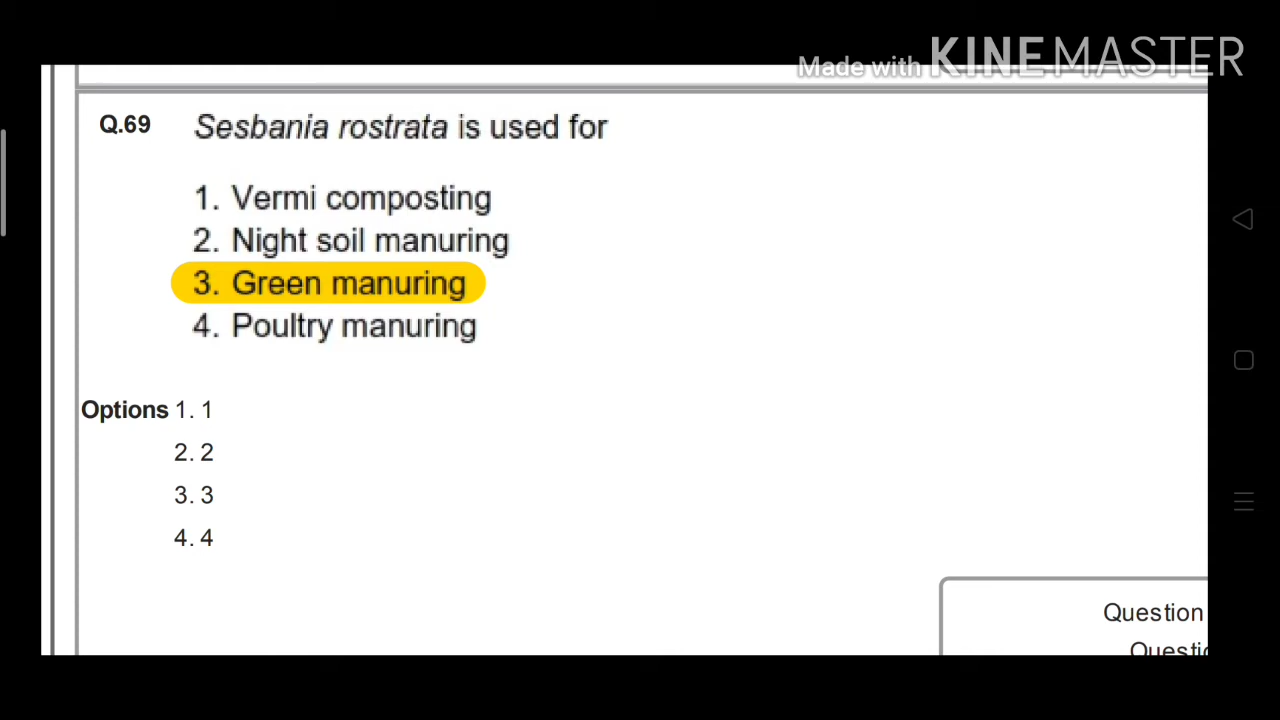 Made with KINEMASTER
Q.69 Sesbania rostrata is used for
1. Vermi composting
2. Night soil manuring
3. Green manuring
4. Poultry manuring
Options 1. 1
2. 2
3. 3
4. 4
Question